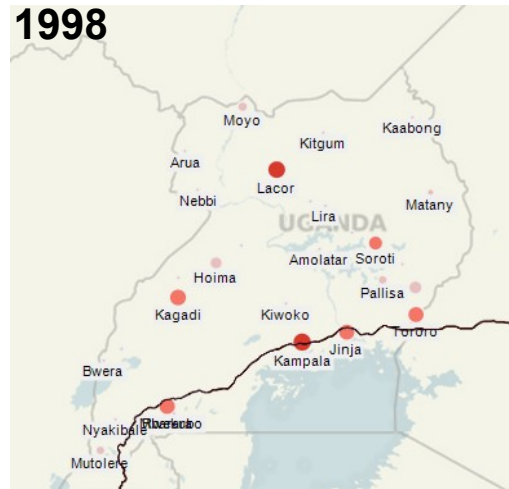 1998
Moyo
Kaabong
Kitgum
Arua
Lacor
Nebbi
Matany
Lira
UGANDA
Amolatar
Soroti
Hoima
Pallisa
Kagadi
Kiwoko
Tororo
Jinja
Kampala
Bwera
Nyakibale
Mutolere